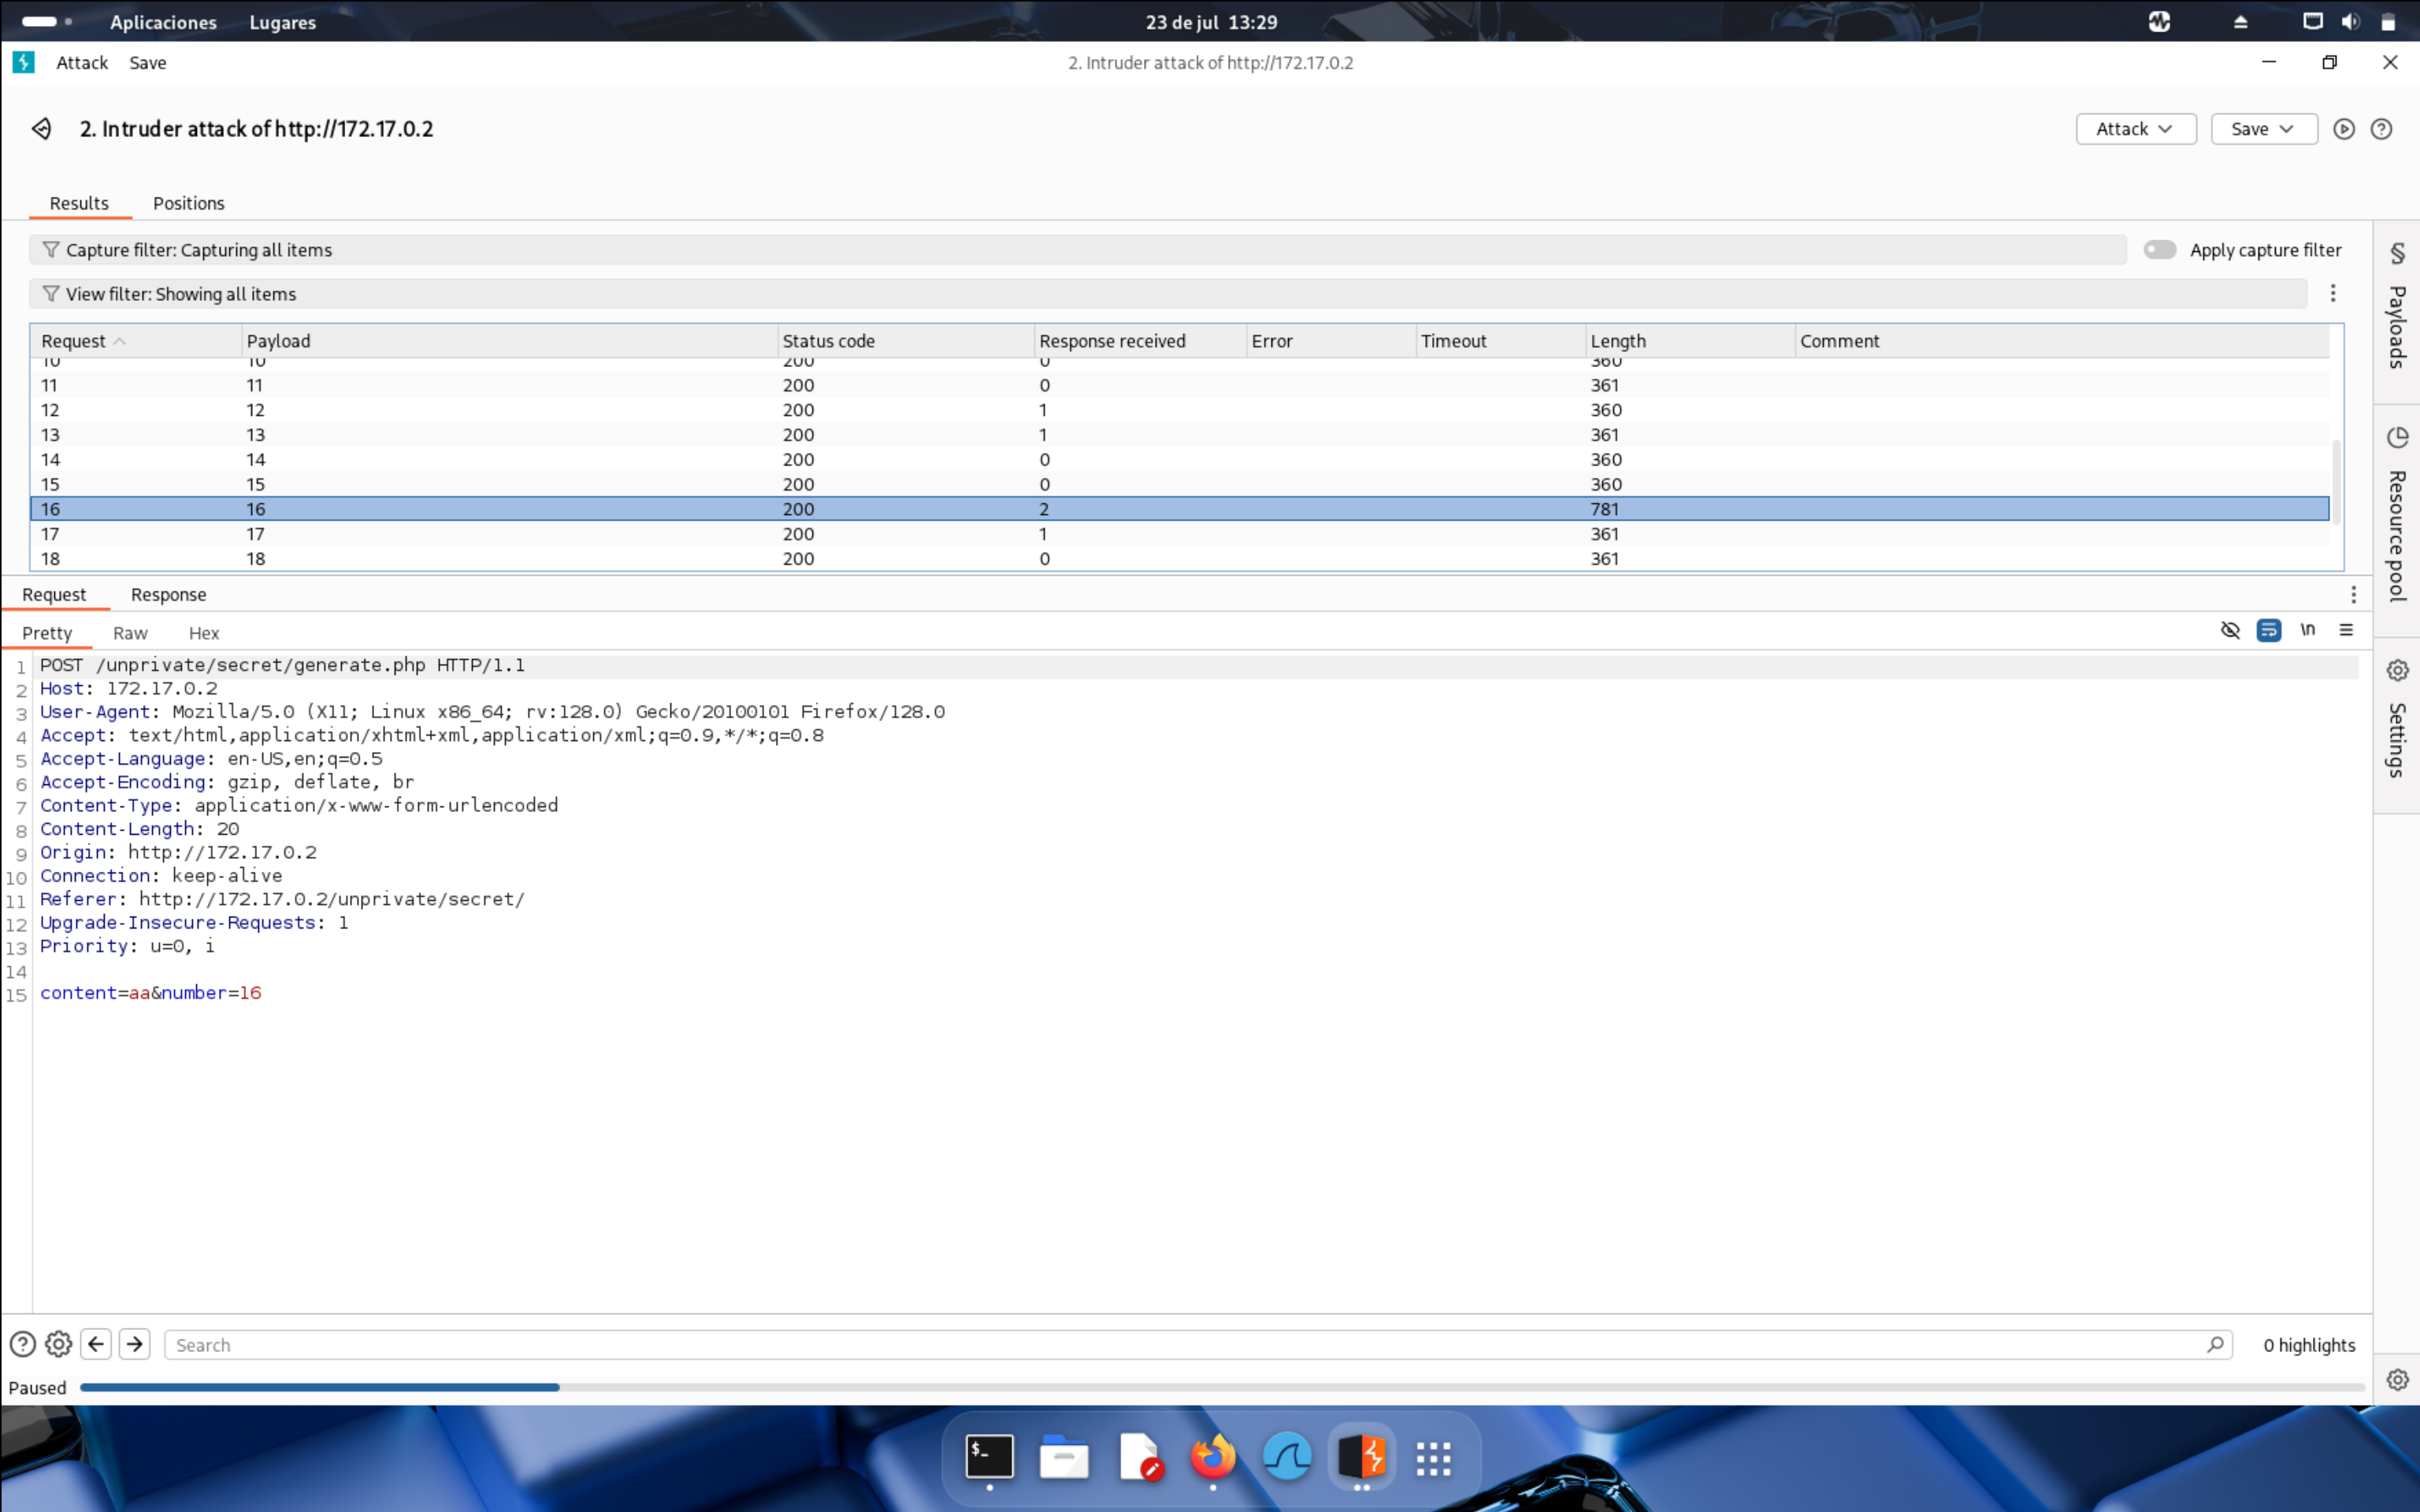 Aplicaciones Lugares 23 de jul 13:29
Attack Save 2. Intruder attack of http://172.17.0.2
2. Intruder attack of http://172.17.0.2 Attack Save
Results Positions
Capture filter: Capturing all items Apply capture filter
View filter: Showing all items
Request Payload Status code Response received Error Timeout Length Comment
10 10 200 0 360
11 11 200 0 361
12 12 200 1 360
13 13 200 1 361
14 14 200 0 360
15 15 200 0 360
16 16 200 2 781
17 17 200 1 361
18 18 200 0 361
Payloads
Resource pool
Settings
Request Response
Pretty Raw Hex \n
1 POST /unprivate/secret/generate.php HTTP/1.1
2 Host: 172.17.0.2
3 User-Agent: Mozilla/5.0 (X11; Linux x86_64; rv:128.0) Gecko/20100101 Firefox/128.0
4 Accept: text/html,application/xhtml+xml,application/xml;q=0.9,*/*;q=0.8
5 Accept-Language: en-US,en;q=0.5
6 Accept-Encoding: gzip, deflate, br
7 Content-Type: application/x-www-form-urlencoded
8 Content-Length: 20
9 Origin: http://172.17.0.2
10 Connection: keep-alive
11 Referer: http://172.17.0.2/unprivate/secret/
12 Upgrade-Insecure-Requests: 1
13 Priority: u=0, i
14
15 content=aa&number=16
Search 0 highlights
Paused
$_